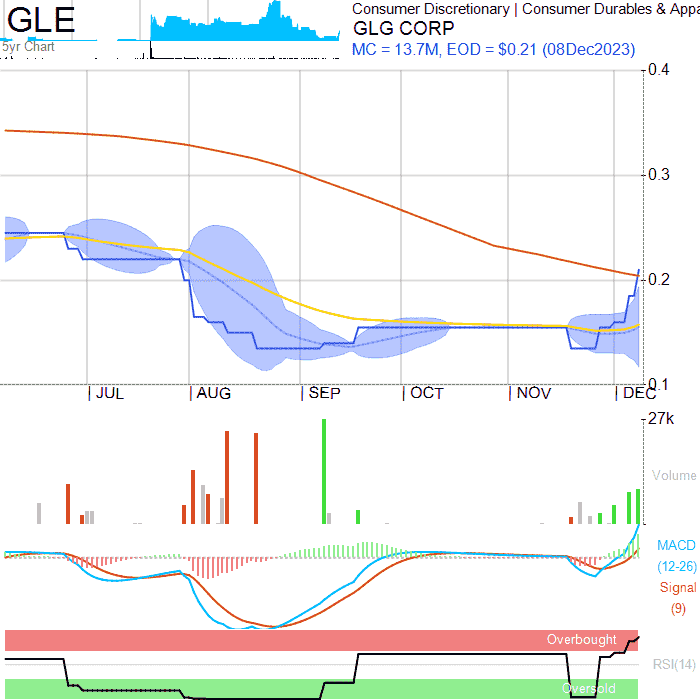 GLE
Consumer Discretionary | Consumer Durables & Appa
GLG CORP
5yr Chart
MC = 13.7M, EOD = $0.21 (08Dec2023)
0.4
0.3
0.2
0.1
JUL AUG SEP OCT NOV DEC
27k
Volume
MACD
(12-26)
Signal
(9)
Overbought
RSI(14)
Oversold